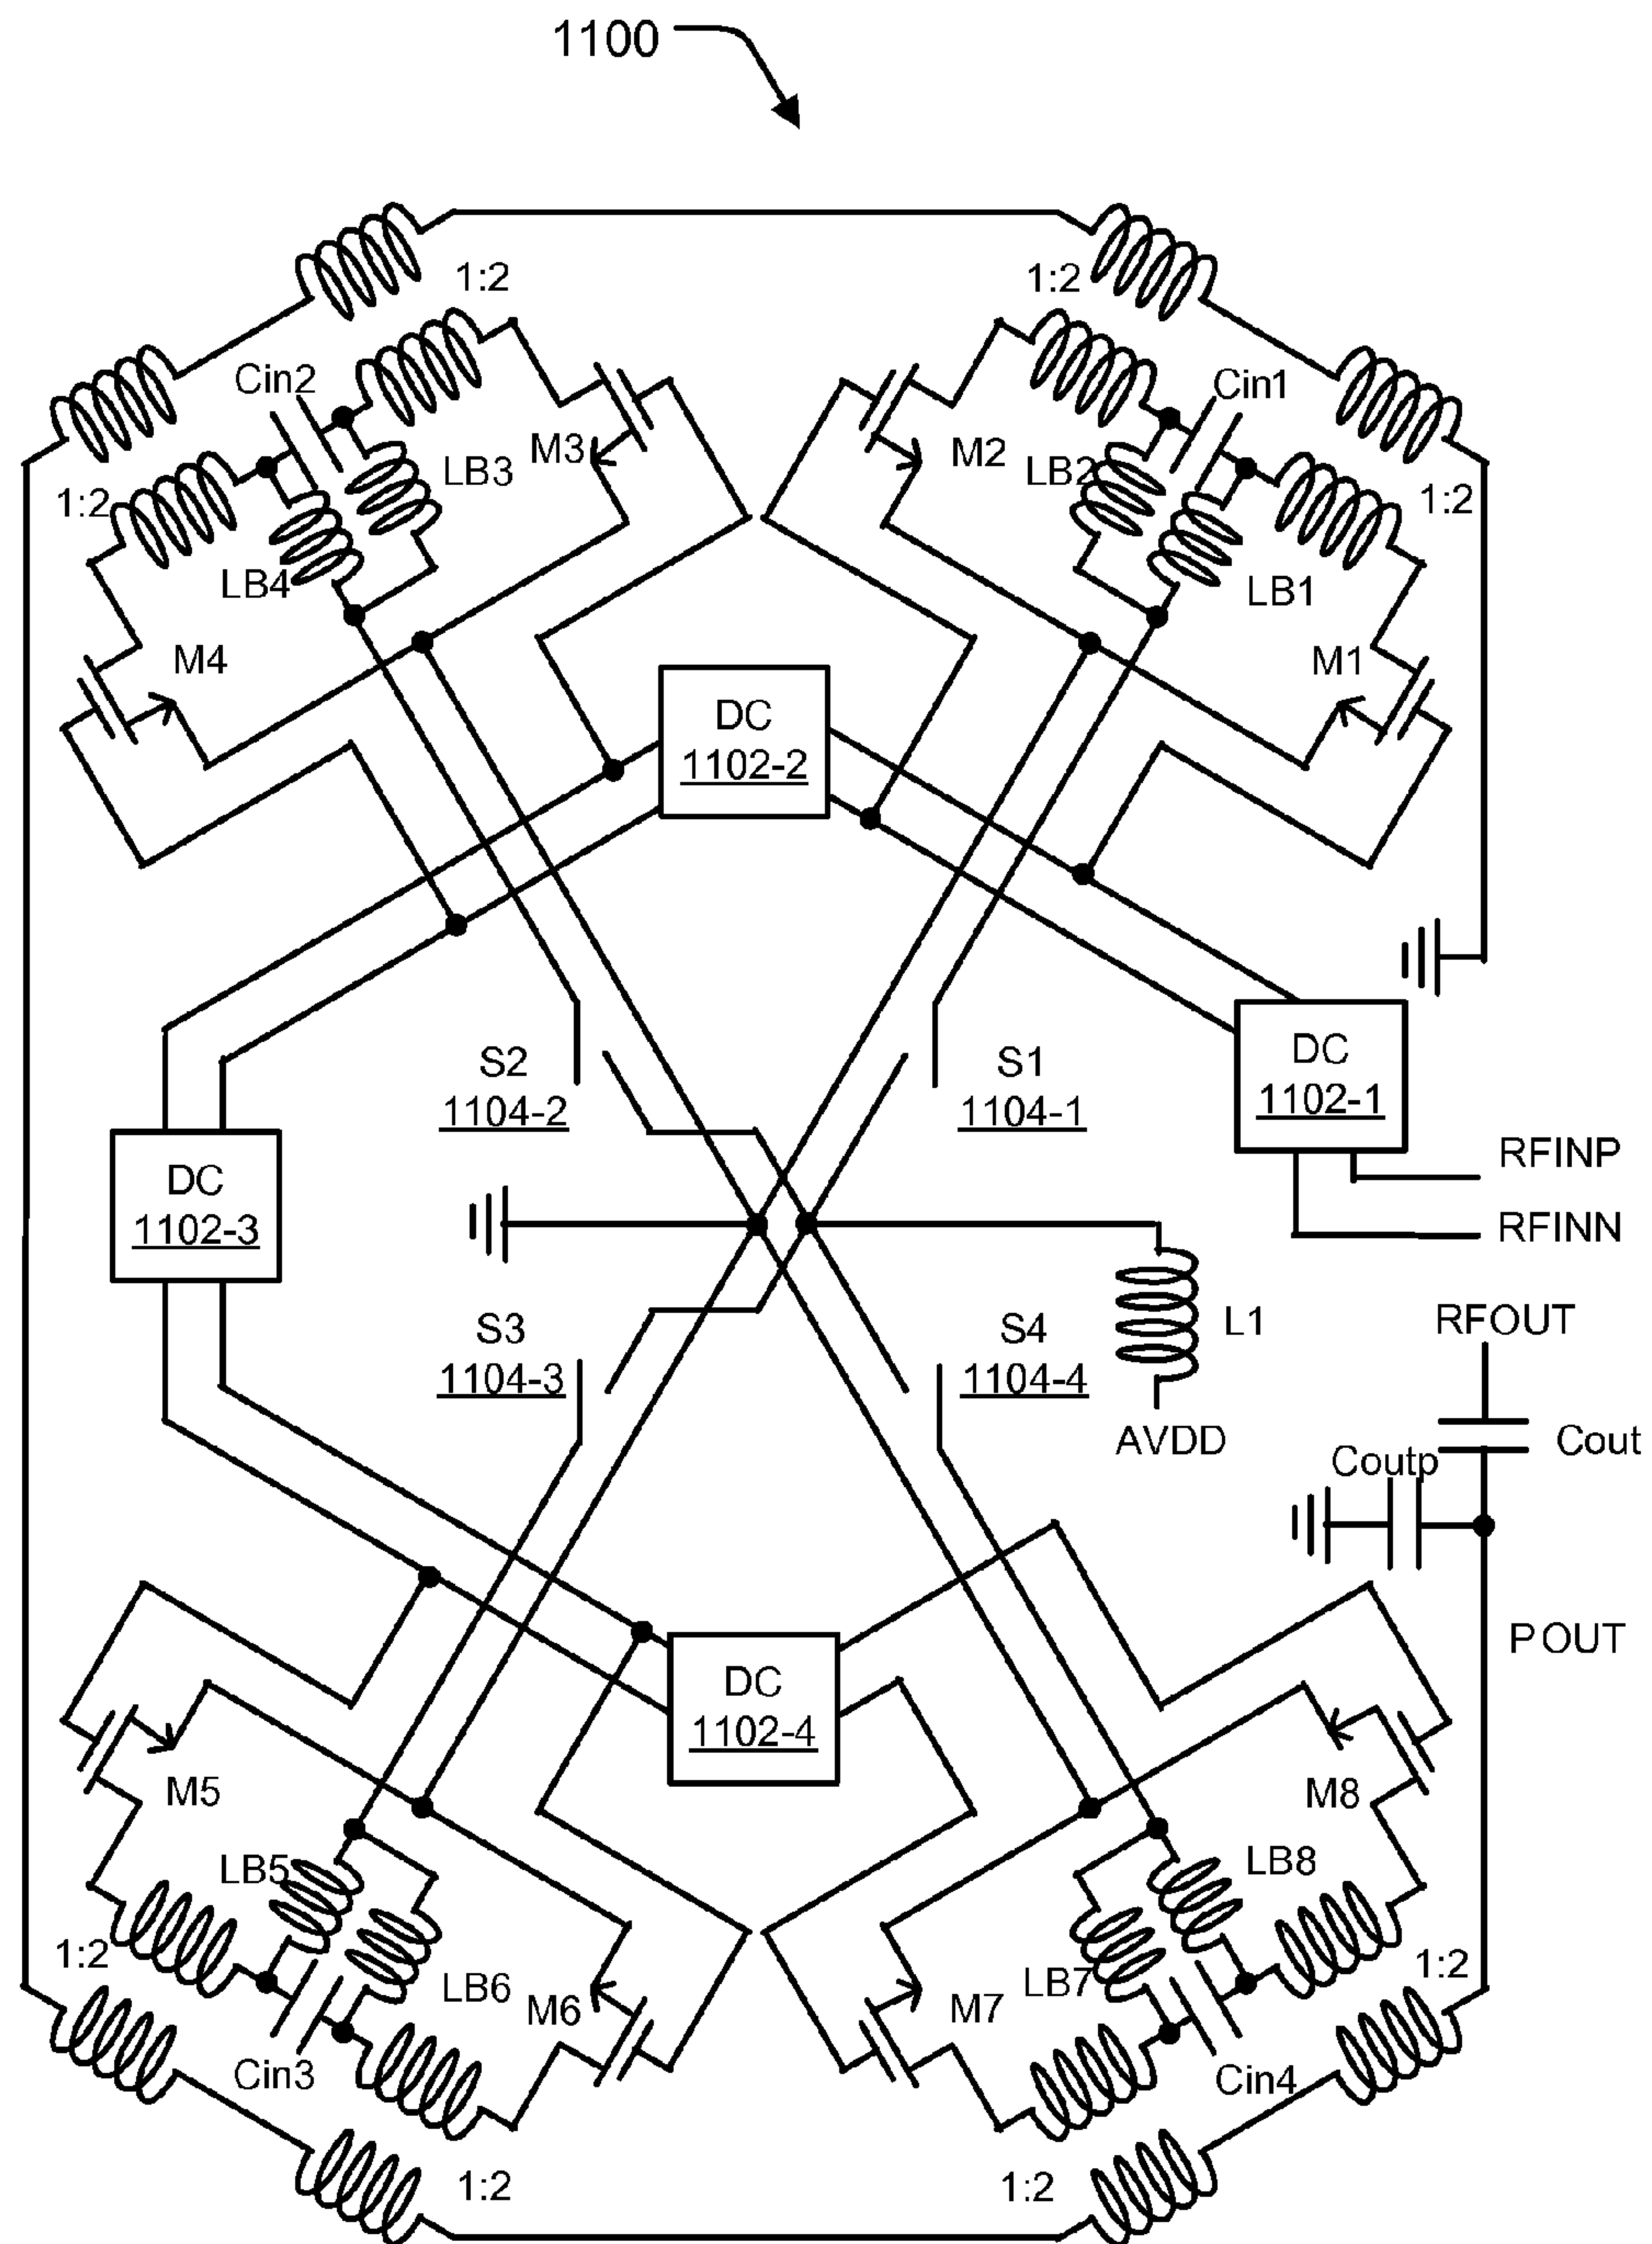 1100
1:2
1:2
Cin2
Cin1
M3
M2
LB3
LB2
1:2
1:2
LB4
LB1
M4
M1
DC
1102-2
S2
1104-2
S1
1104-1
DC
1102-1
RFINP
RFINN
DC
1102-3
S3
1104-3
S4
1104-4
L1
AVDD
RFOUT
Cout
Coutp
POUT
DC
1102-4
M5
M8
LB5
LB8
1:2
1:2
LB6
LB7
M6
M7
Cin3
Cin4
1:2
1:2